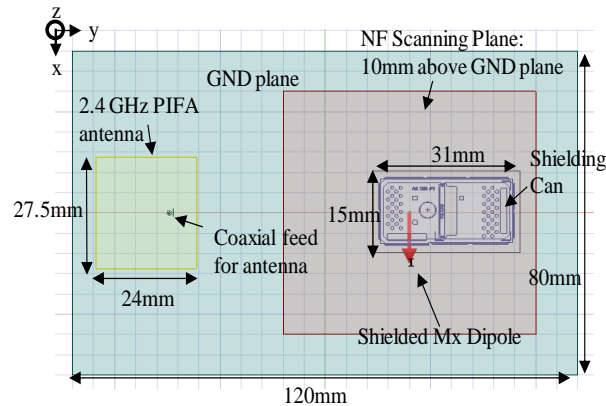 z
y
x
NF Scanning Plane:
10mm above GND plane
GND plane
2.4 GHz PIFA
antenna
31mm
Shielding
Can
27.5mm
15mm
Coaxial feed
for antenna
24mm
80mm
Shielded Mx Dipole
120mm